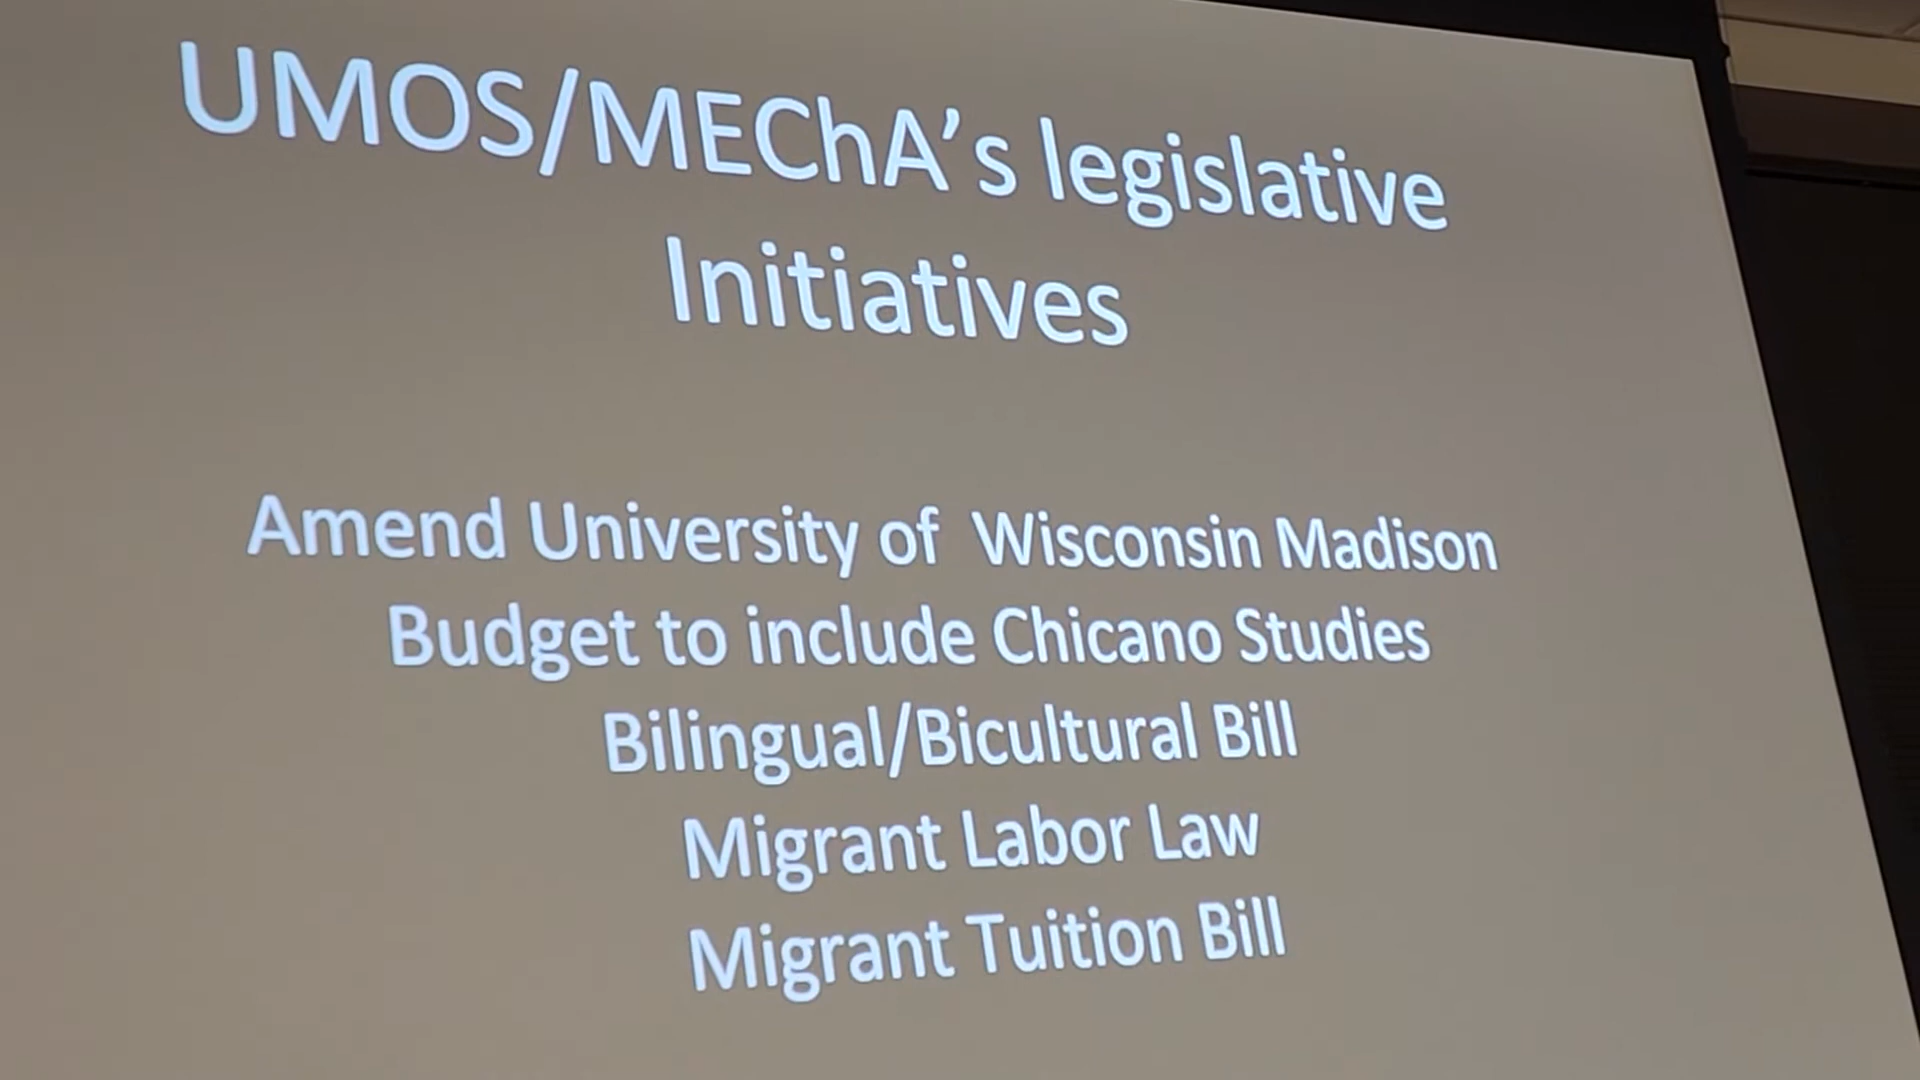 UMOS/MEChA’s legislative
Initiatives
Amend University of Wisconsin Madison
Budget to include Chicano Studies
Bilingual/Bicultural Bill
Migrant Labor Law
Migrant Tuition Bill